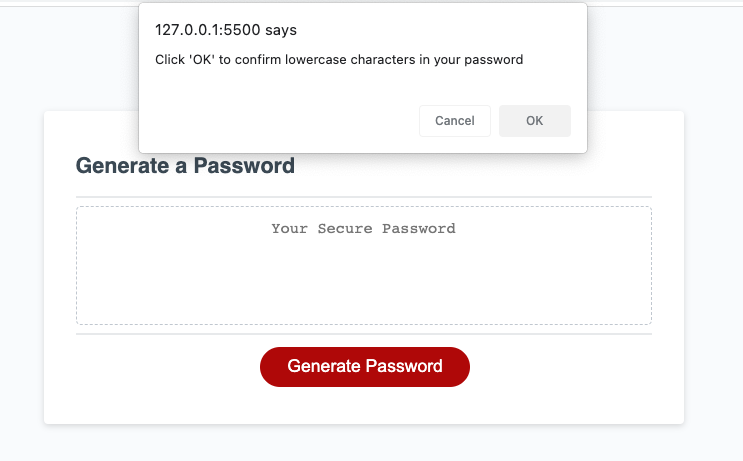 127.0.0.1:5500 says
Click 'OK' to confirm lowercase characters in your password
Cancel
OK
Generate a Password
Your Secure Password
Generate Password